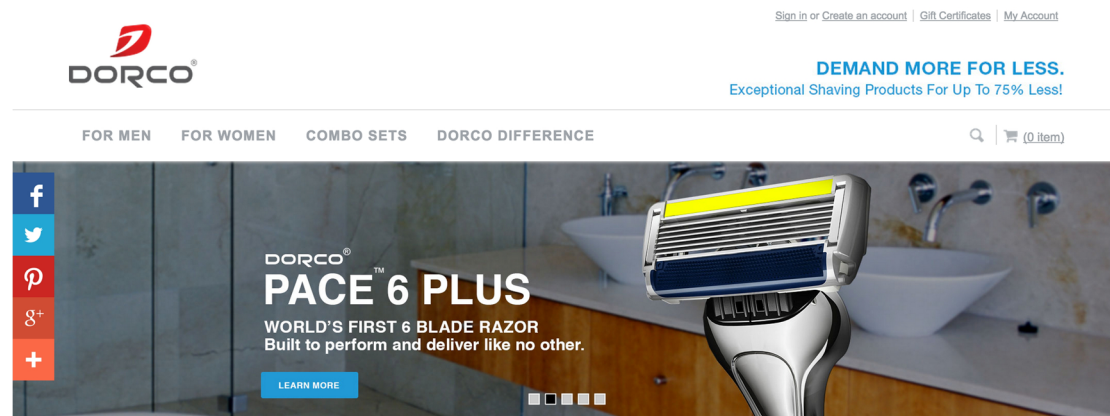 Sign in or Create an account | Gift Certificates | My Account
DORCO®
DEMAND MORE FOR LESS.
Exceptional Shaving Products For Up To 75% Less!
FOR MEN FOR WOMEN COMBO SETS DORCO DIFFERENCE
(0 item)
DORCO®
PACE™6 PLUS
WORLD'S FIRST 6 BLADE RAZOR
Built to perform and deliver like no other.
LEARN MORE